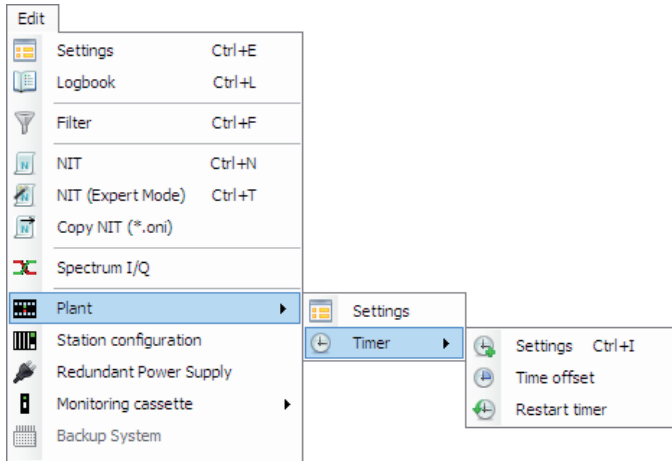 Edit
Settings Ctrl+E
Logbook Ctrl+L
Filter Ctrl+F
NIT Ctrl+N
NIT (Expert Mode) Ctrl+T
Copy NIT (*.oni)
Spectrum I/Q
Plant
Settings
Station configuration
Timer
Settings Ctrl+I
Redundant Power Supply
Time offset
Monitoring cassette
Restart timer
Backup System